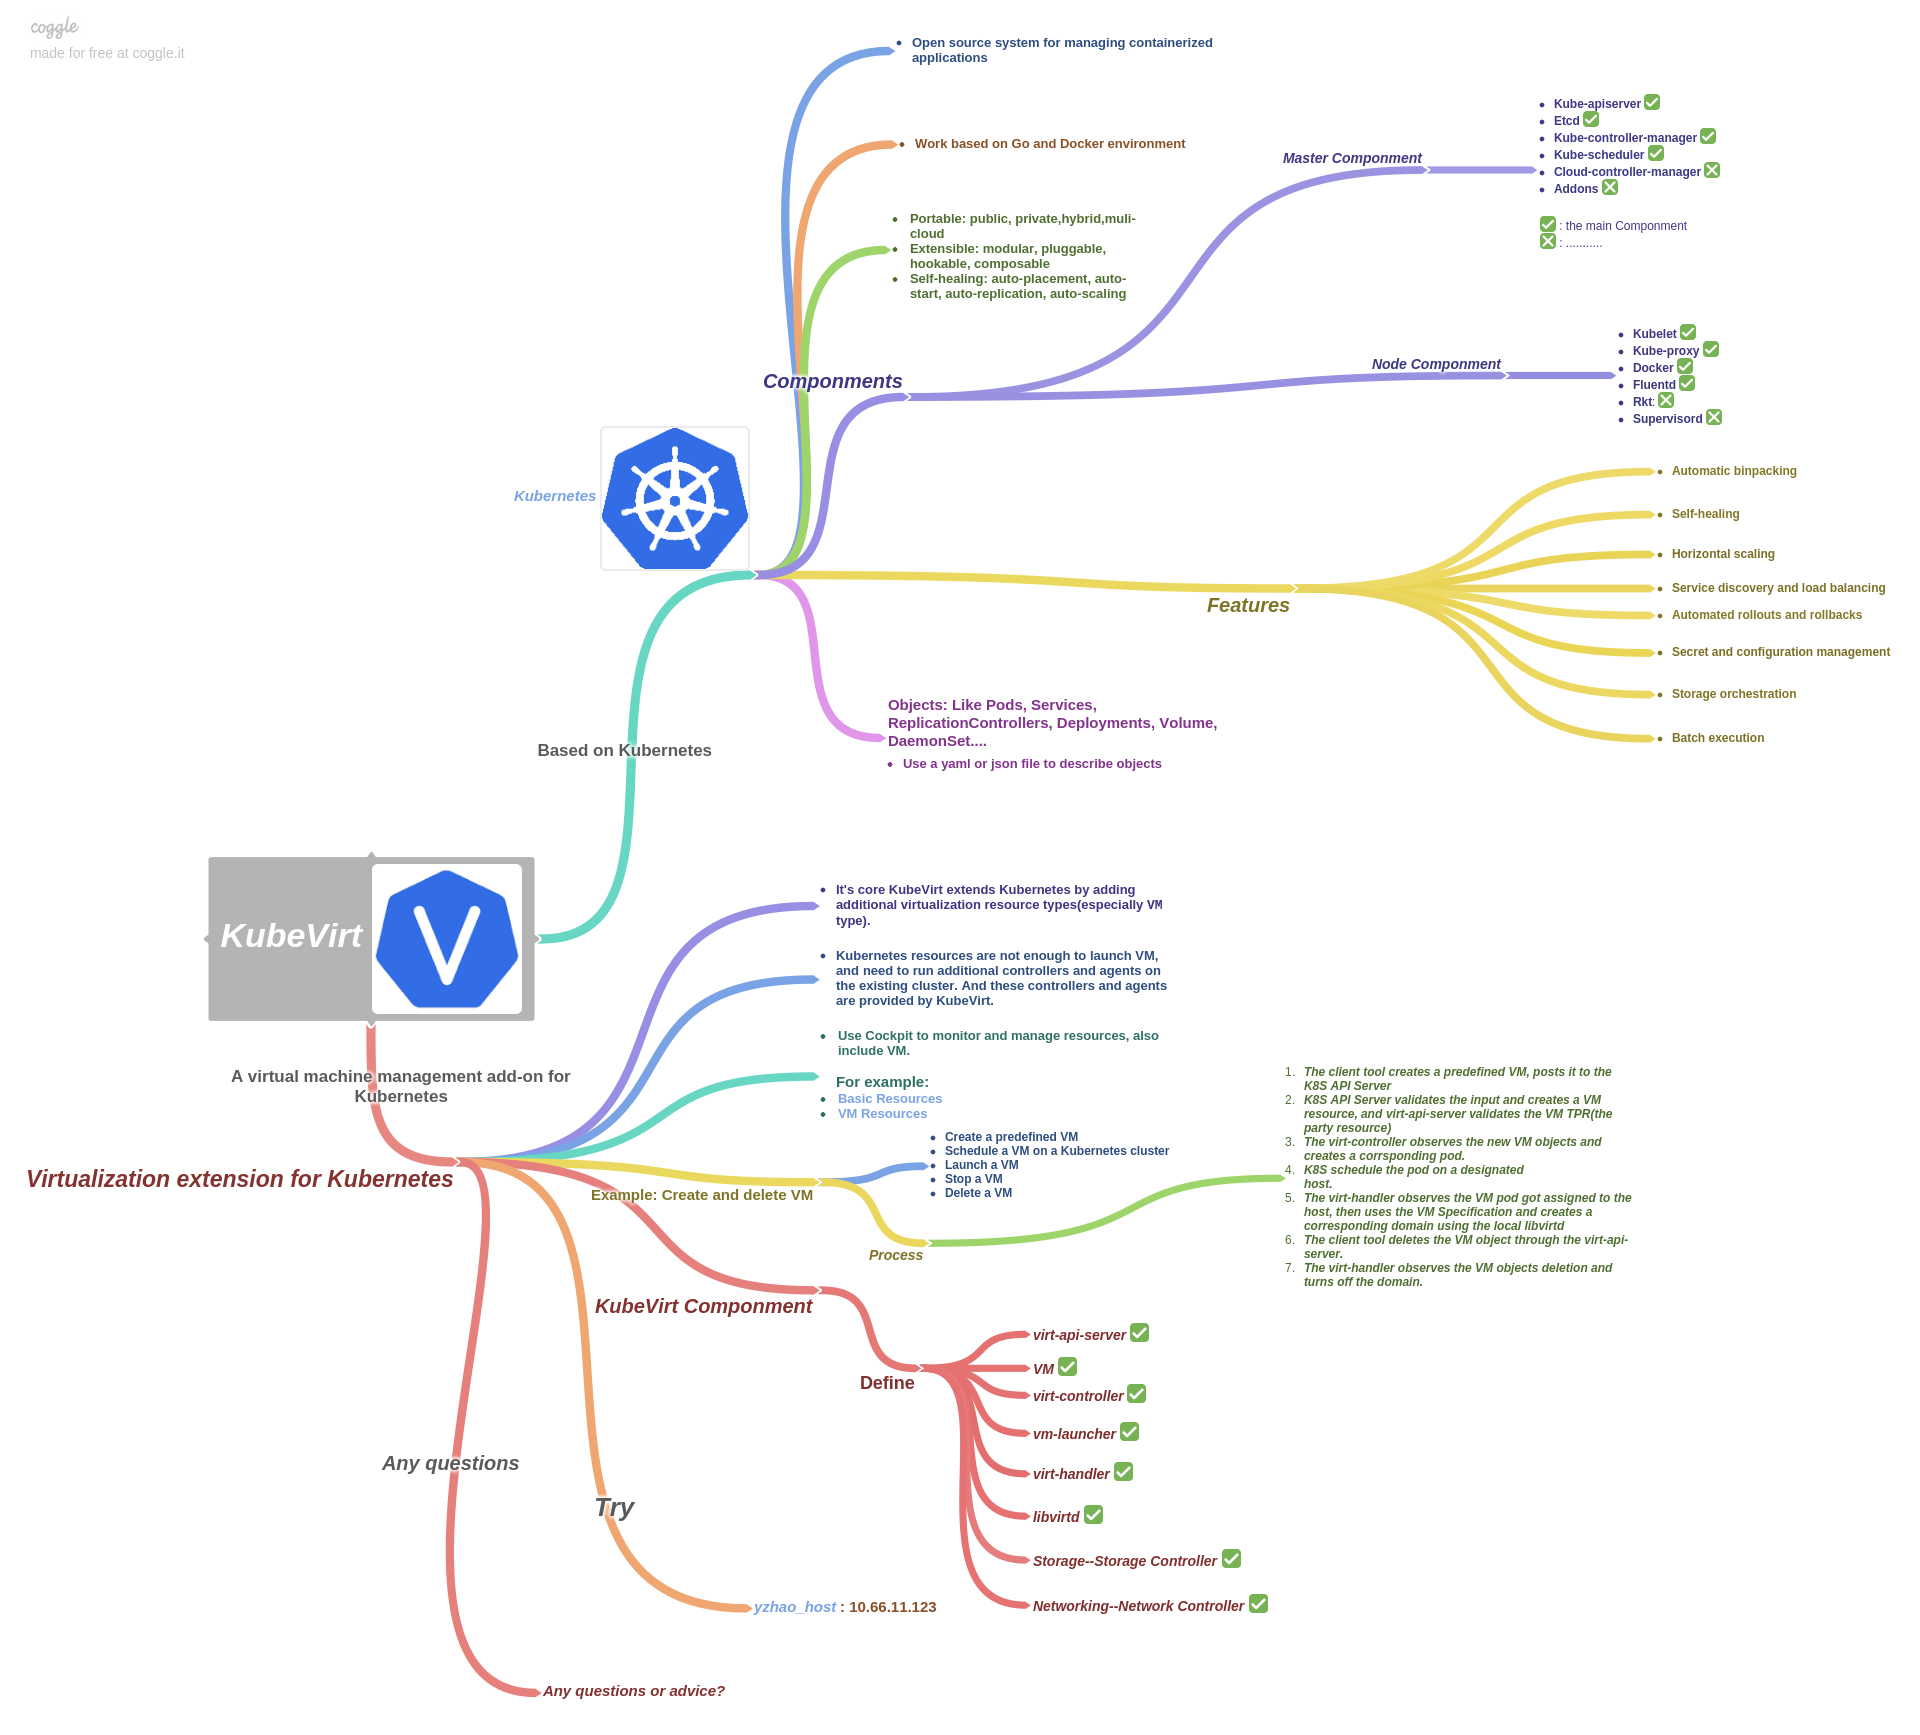 coggle
made for free at coggle.it
Open source system for managing containerized
applications
Work based on Go and Docker environment
Portable: public, private,hybrid,muli-
cloud
Extensible: modular, pluggable,
hookable, composable
Self-healing: auto-placement, auto-
start, auto-replication, auto-scaling
Componments
Master Componment
Kube-apiserver ✅
Etcd ✅
Kube-controller-manager ✅
Kube-scheduler ✅
Cloud-controller-manager ❎
Addons ❎
✅ : the main Componment
❎ : ...........
Node Componment
Kubelet ✅
Kube-proxy ✅
Docker ✅
Fluentd ✅
Rkt: ❎
Supervisord ❎
Kubernetes
Features
Automatic binpacking
Self-healing
Horizontal scaling
Service discovery and load balancing
Automated rollouts and rollbacks
Secret and configuration management
Storage orchestration
Batch execution
Objects: Like Pods, Services,
ReplicationControllers, Deployments, Volume,
DaemonSet....
Use a yaml or json file to describe objects
Based on Kubernetes
KubeVirt
V
A virtual machine management add-on for
Kubernetes
Virtualization extension for Kubernetes
It's core KubeVirt extends Kubernetes by adding
additional virtualization resource types(especially VM
type).
Kubernetes resources are not enough to launch VM,
and need to run additional controllers and agents on
the existing cluster. And these controllers and agents
are provided by KubeVirt.
Use Cockpit to monitor and manage resources, also
include VM.
For example:
Basic Resources
VM Resources
Example: Create and delete VM
Create a predefined VM
Schedule a VM on a Kubernetes cluster
Launch a VM
Stop a VM
Delete a VM
Process
1. The client tool creates a predefined VM, posts it to the
K8S API Server
2. K8S API Server validates the input and creates a VM
resource, and virt-api-server validates the VM TPR(the
party resource)
3. The virt-controller observes the new VM objects and
creates a corrsponding pod.
4. K8S schedule the pod on a designated
host.
5. The virt-handler observes the VM pod got assigned to the
host, then uses the VM Specification and creates a
corresponding domain using the local libvirtd
6. The client tool deletes the VM object through the virt-api-
server.
7. The virt-handler observes the VM objects deletion and
turns off the domain.
KubeVirt Componment
Define
virt-api-server ✅
VM ✅
virt-controller ✅
vm-launcher ✅
virt-handler ✅
libvirtd ✅
Storage--Storage Controller ✅
Networking--Network Controller ✅
Any questions
Try
yzhao_host : 10.66.11.123
Any questions or advice?